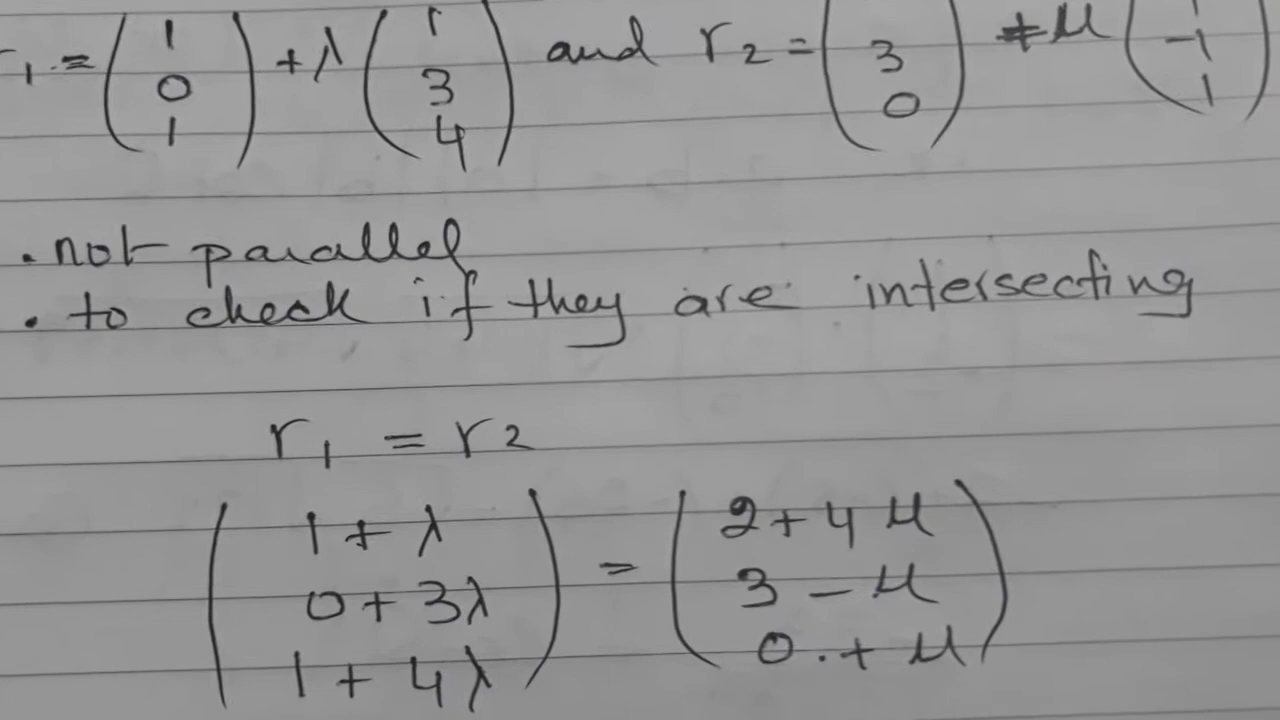 r₁ = (1 0 1) + λ (1 3 4) and r₂ = ( 3 0) + μ ( -1 1)
. not parallel
. to check if they are intersecting
r₁ = r₂
(1 + λ) = (2 + 4μ)
(0 + 3λ) (3 - μ)
(1 + 4λ) (0 . + μ)